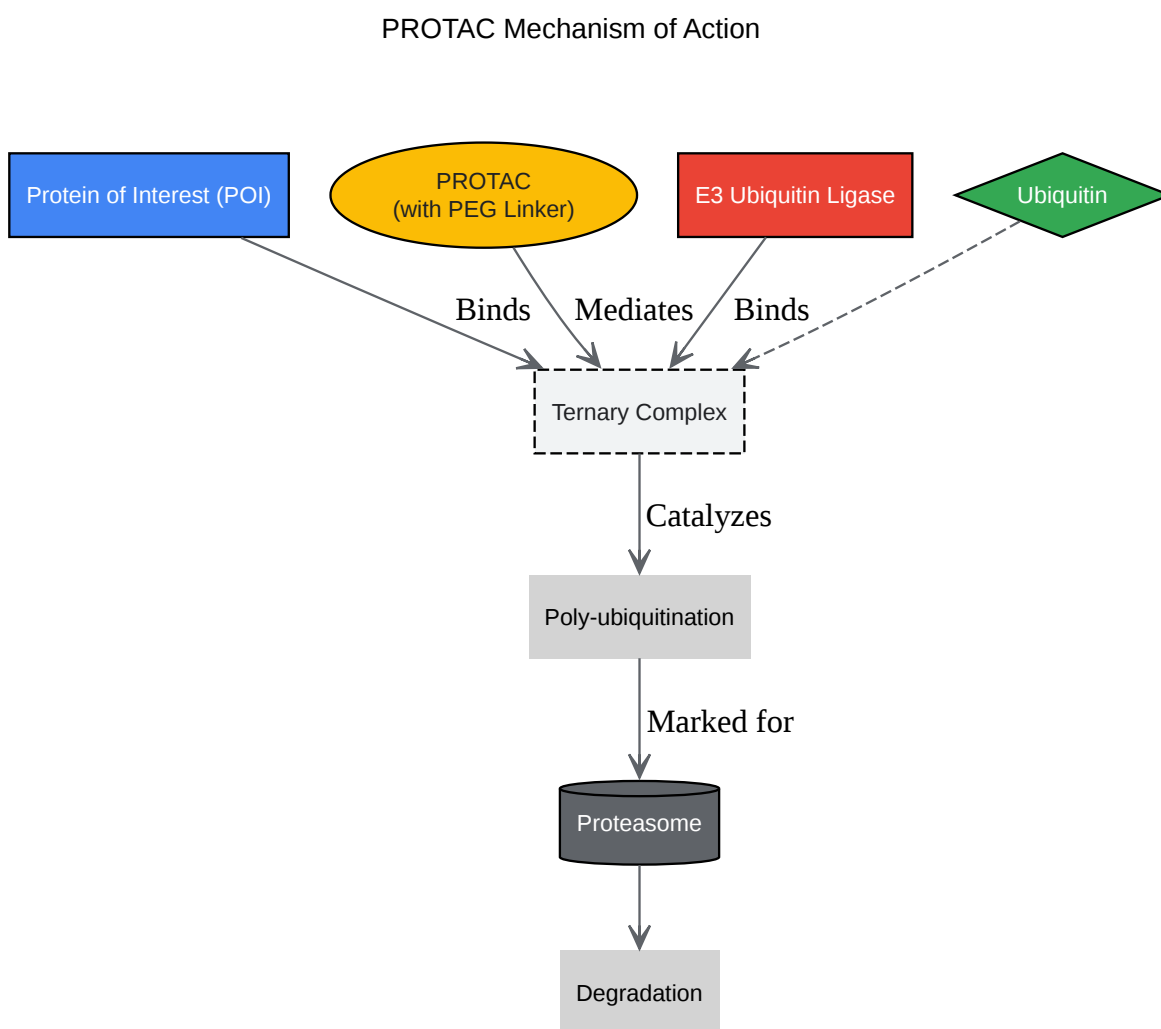 PROTAC Mechanism of Action
Protein of Interest (POI)
PROTAC
(with PEG Linker)
E3 Ubiquitin Ligase
Ubiquitin
Binds
Mediates
Binds
Ternary Complex
Catalyzes
Poly-ubiquitination
Marked for
Proteasome
Degradation